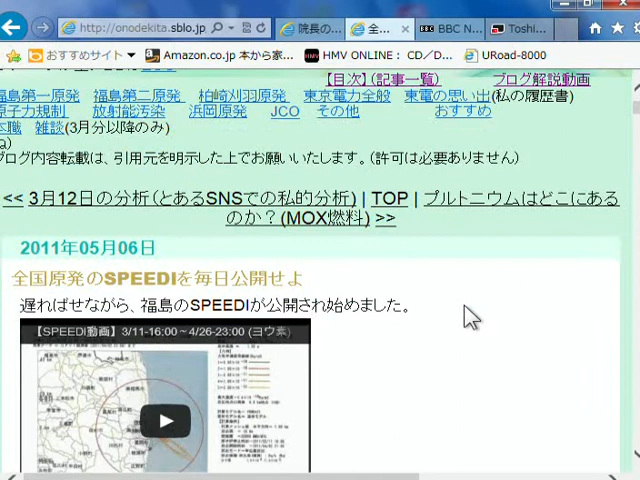 http://onodekita.sblo.jp
院長の
全...
BBC N...
Toshi...
おすすめサイト
Amazon.co.jp 本から家...
HMV ONLINE： CD／D...
URoad-8000
【目次】（記事一覧） ブログ解説動画
福島第一原発 福島第二原発 柏崎刈羽原発 東京電力全般 東電の思い出(私の履歴書)
原子力規制 放射能汚染 浜岡原発 JCO その他 おすすめ
本職 雑談(3月分以降のみ)
ね）
ブログ内容転載は、引用元を明示した上でお願いいたします。（許可は必要ありません）
<< 3月12日の分析(とあるSNSでの私的分析) | TOP | プルトニウムはどこにある
のか？(MOX燃料) >>
2011年05月06日
全国原発のSPEEDIを毎日公開せよ
遅ればせながら、福島のSPEEDIが公開され始めました。
【SPEEDI動画】 3/11-16:00～4/26-23:00 (ヨウ素)